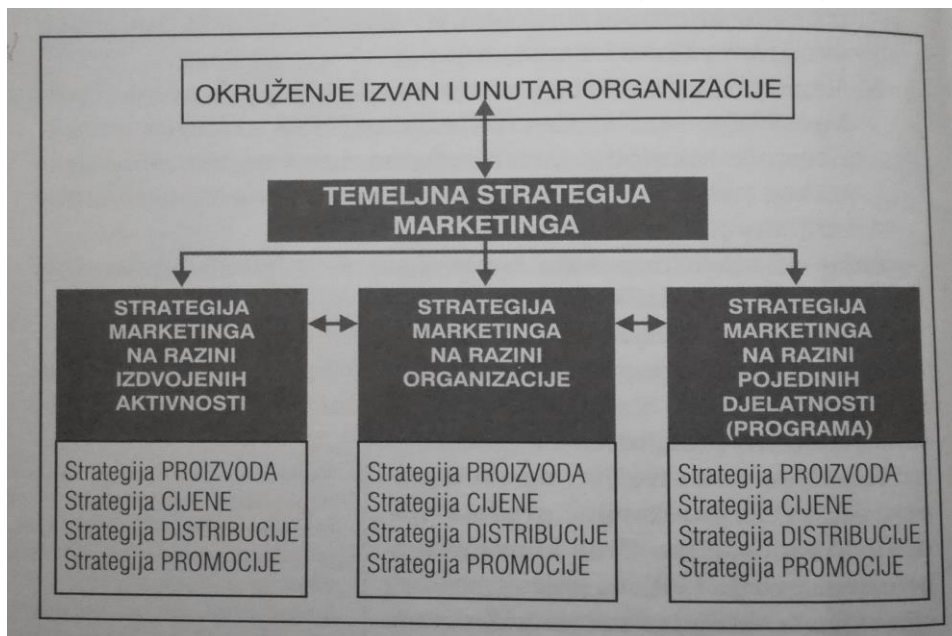 OKRUŽENJE IZVAN I UNUTAR ORGANIZACIJE
TEMELJNA STRATEGIJA
MARKETINGA
STRATEGIJA
MARKETINGA
NA RAZINI
IZDVOJENIH
AKTIVNOSTI
Strategija PROIZVODA
Strategija CIJENE
Strategija DISTRIBUCIJE
Strategija PROMOCIJE
STRATEGIJA
MARKETINGA
NA RAZINI
ORGANIZACIJE
Strategija PROIZVODA
Strategija CIJENE
Strategija DISTRIBUCIJE
Strategija PROMOCIJE
STRATEGIJA
MARKETINGA
NA RAZINI
POJEDINIH
DJELATNOSTI
(PROGRAMA)
Strategija PROIZVODA
Strategija CIJENE
Strategija DISTRIBUCIJE
Strategija PROMOCIJE